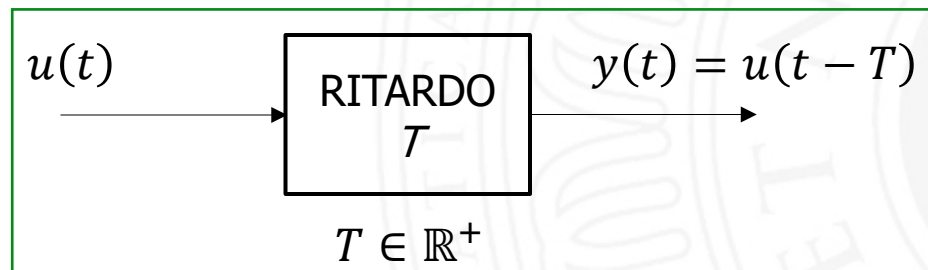 u(t)
RITARDO
T
y(t) = u(t − T)
T ∈ ℝ⁺